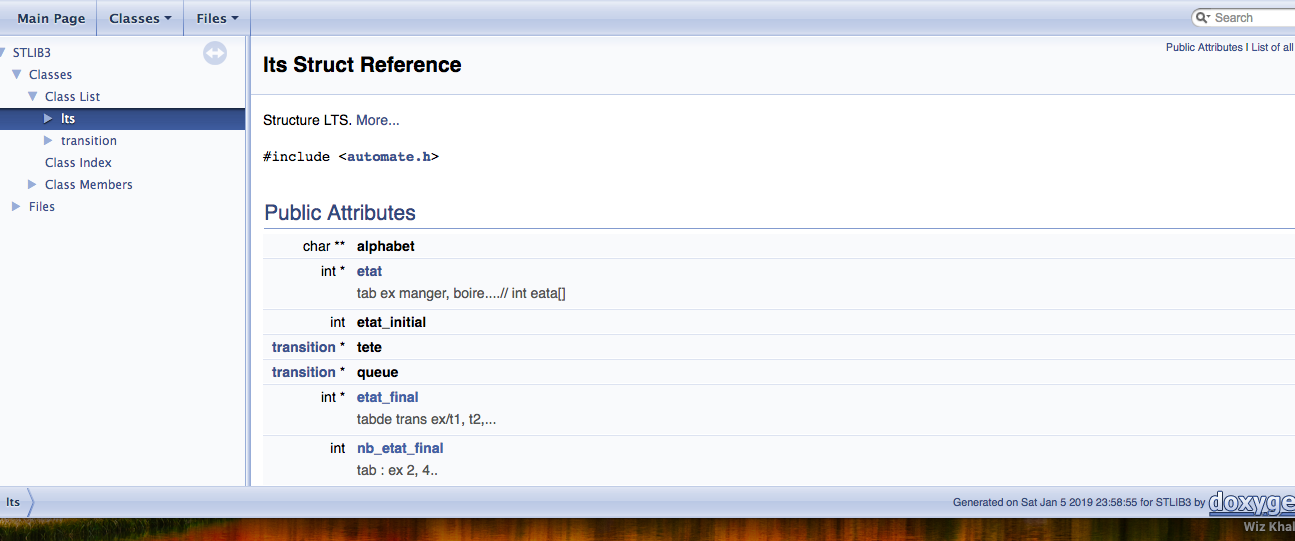 Main Page Classes Files Search
STLIB3
Classes
Class List
lts
transition
Class Index
Class Members
Files
Public Attributes | List of all
lts Struct Reference
Structure LTS. More...
#include <automate.h>
Public Attributes
char ** alphabet
int * etat
tab ex manger, boire....// int eata[]
int etat_initial
transition * tete
transition * queue
int * etat_final
tabde trans ex/t1, t2,...
int nb_etat_final
tab : ex 2, 4..
lts Generated on Sat Jan 5 2019 23:58:55 for STLIB3 by doxyge
Wiz Khal